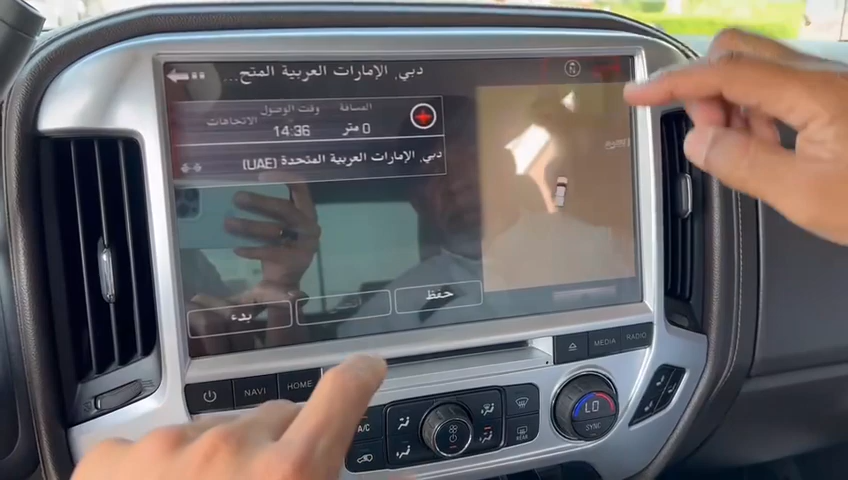 دبي, الإمارات العربية المتح...
المسافة وقت الوصول الاتجاهات
0 متر 14:36
دبي, الإمارات العربية المتحدة (UAE)
حفظ
بدء
MEDIA RADIO
NAVI HOME
A/C
REAR
LO
SYNC